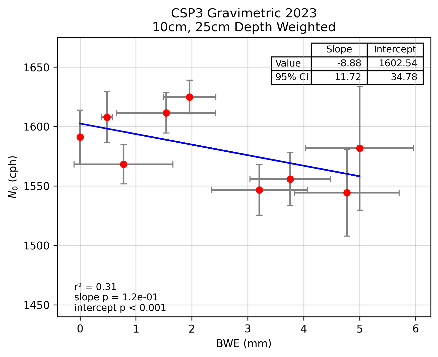 CSP3 Gravimetric 2023
10cm, 25cm Depth Weighted
Slope Intercept
Value -8.88 1602.54
95% CI 11.72 34.78
1650
1600
1550
1500
1450
N₀ (cph)
r² = 0.31
slope p = 1.2e-01
intercept p < 0.001
0 1 2 3 4 5 6
BWE (mm)